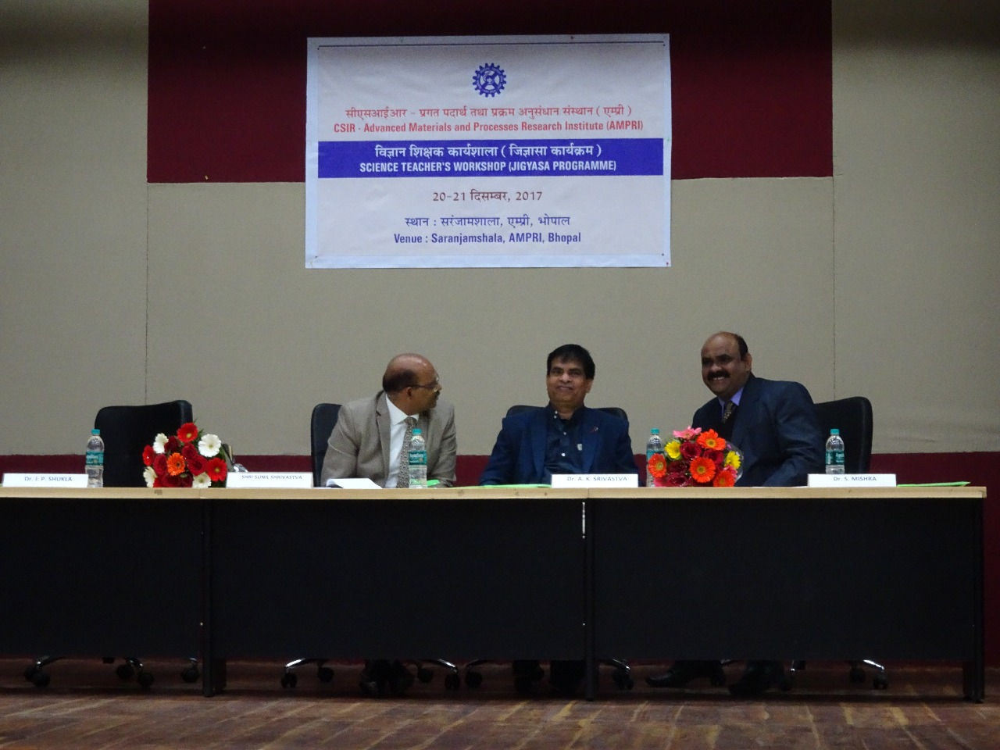 सीएसआईआर - प्रगत पदार्थ तथा प्रक्रम अनुसंधान संस्थान ( एम्प्री )
CSIR - Advanced Materials and Processes Research Institute (AMPRI)
विज्ञान शिक्षक कार्यशाला ( जिज्ञासा कार्यक्रम )
SCIENCE TEACHER'S WORKSHOP (JIGYASA PROGRAMME)
20-21 दिसम्बर, 2017
स्थान : सरंजामशाला, एम्प्री, भोपाल
Venue : Saranjamshala, AMPRI, Bhopal
Dr. J. P. SHUKLA
SHRI SUNIL SHRIVASTVA
Dr. A. K. SRIVASTVA
Dr. S. MISHRA